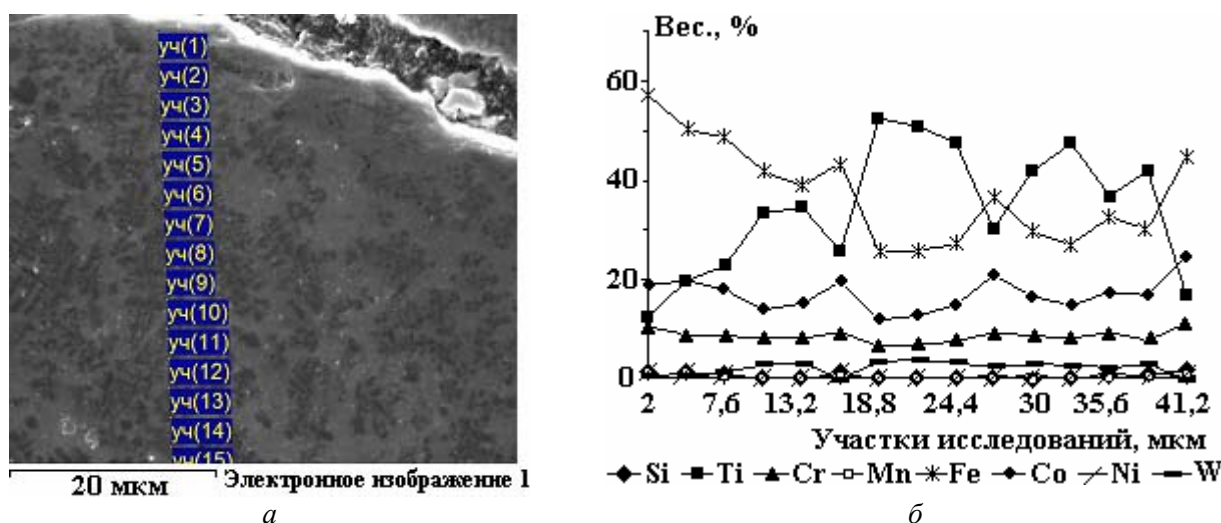 уч(1)
уч(2)
уч(3)
уч(4)
уч(5)
уч(6)
уч(7)
уч(8)
уч(9)
уч(10)
уч(11)
уч(12)
уч(13)
уч(14)
уч(15)
20 мкм
Электронное изображение 1
а
Вес., %
60
40
20
0
2 7,6 13,2 18,8 24,4 30 35,6 41,2
Участки исследований, мкм
Si Ti Cr Mn Fe Co Ni W
б